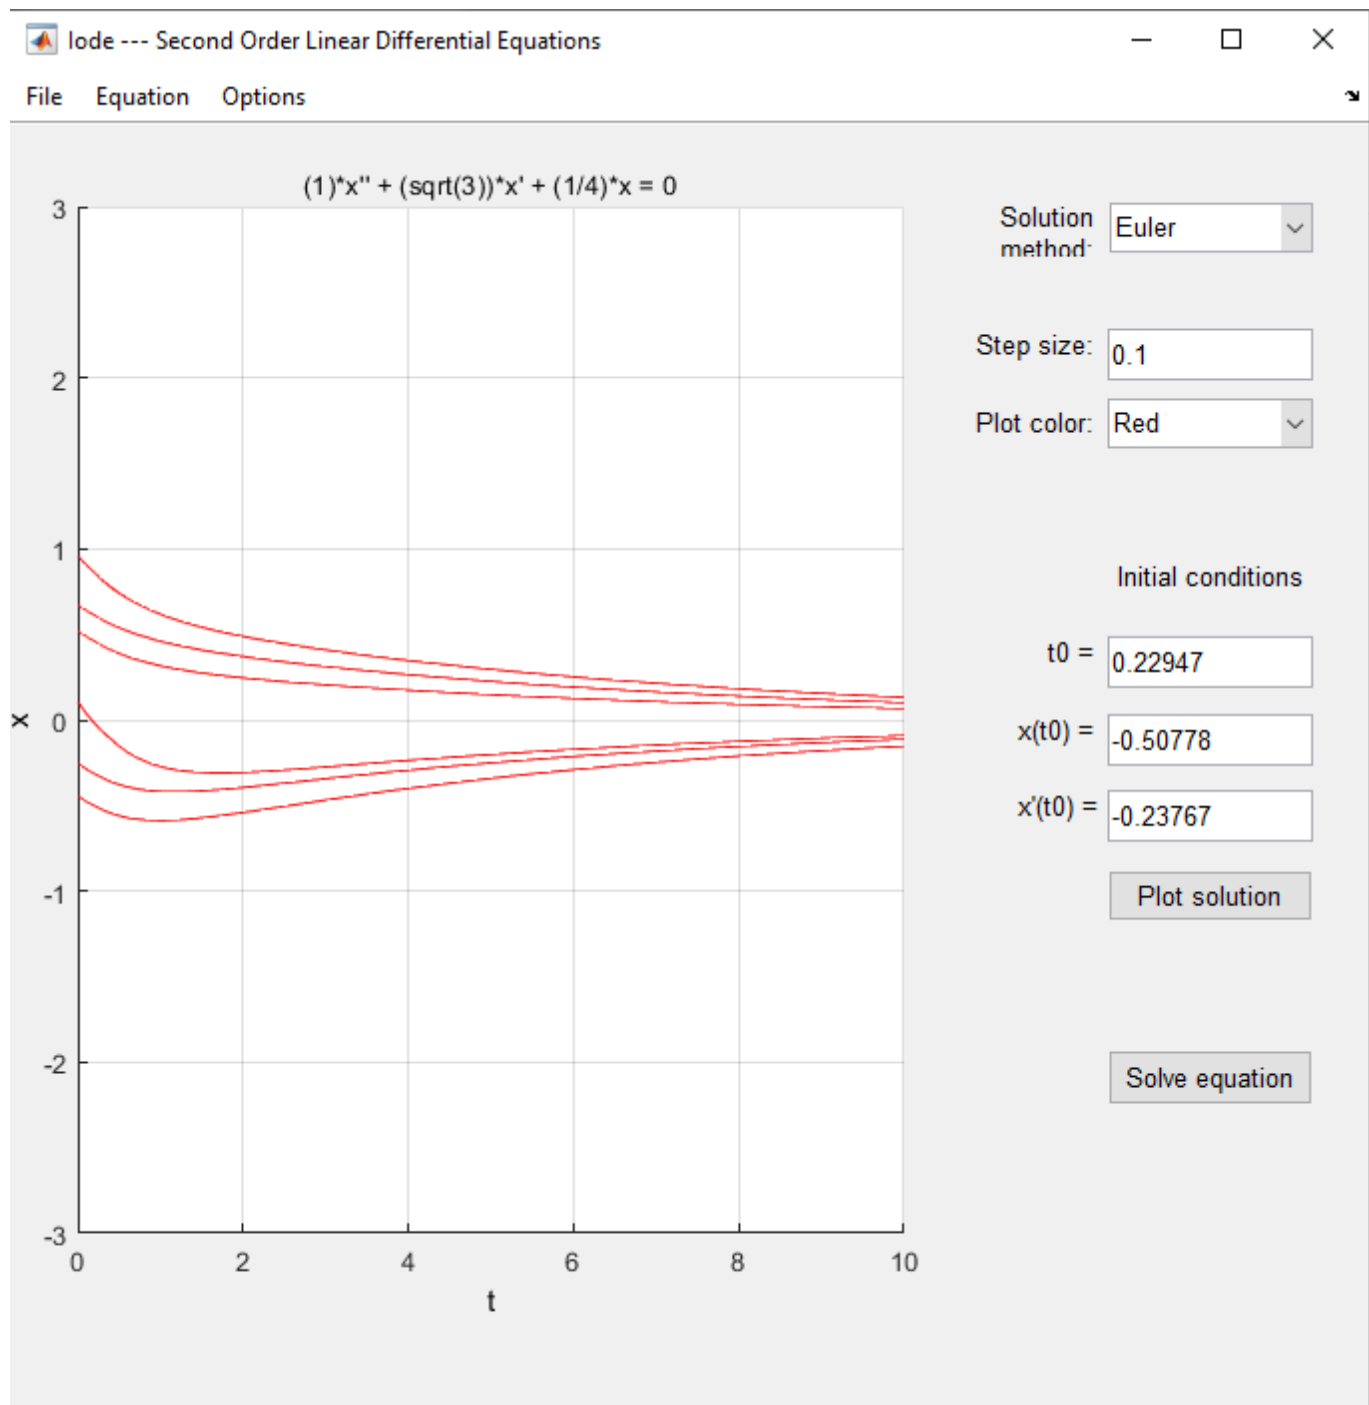 Iode --- Second Order Linear Differential Equations
File Equation Options
(1)*x'' + (sqrt(3))*x' + (1/4)*x = 0
3
2
1
0
-1
-2
-3
x
0 2 4 6 8 10
t
Solution method:
Euler
Step size: 0.1
Plot color: Red
Initial conditions
t0 = 0.22947
x(t0) = -0.50778
x'(t0) = -0.23767
Plot solution
Solve equation